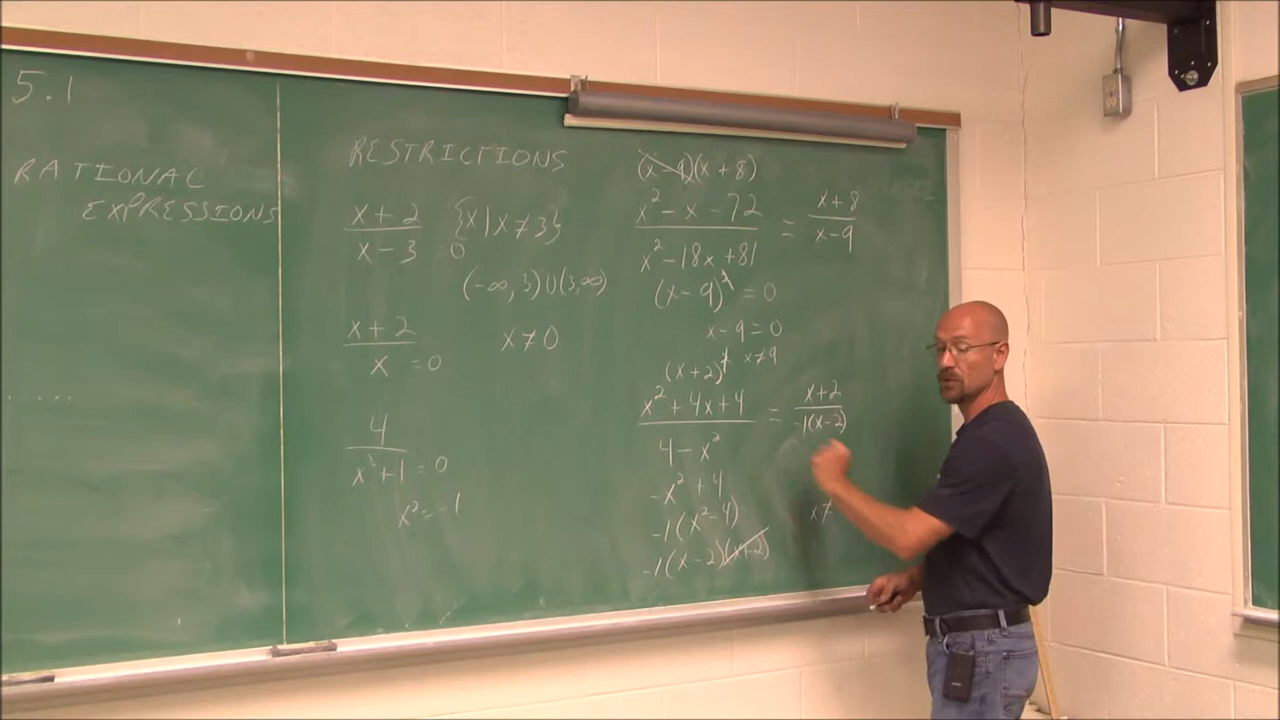 5.1
RATIONAL
EXPRESSIONS
RESTRICTIONS
x+2
x-3 =0
{x|x≠3}
(-∞,3)∪(3,∞)
x+2
x =0
x≠0
4
x²+1 =0
x²=-1
(x-9)(x+8)
x²-x-72
x²-18x+81
= x+8
x-9
(x-9)² =0
x-9=0
x≠9
(x+2)²
x²+4x+4
4-x²
= x+2
-1(x-2)
-x²+4
-1(x²-4)
-1(x-2)(x+2)
x≠